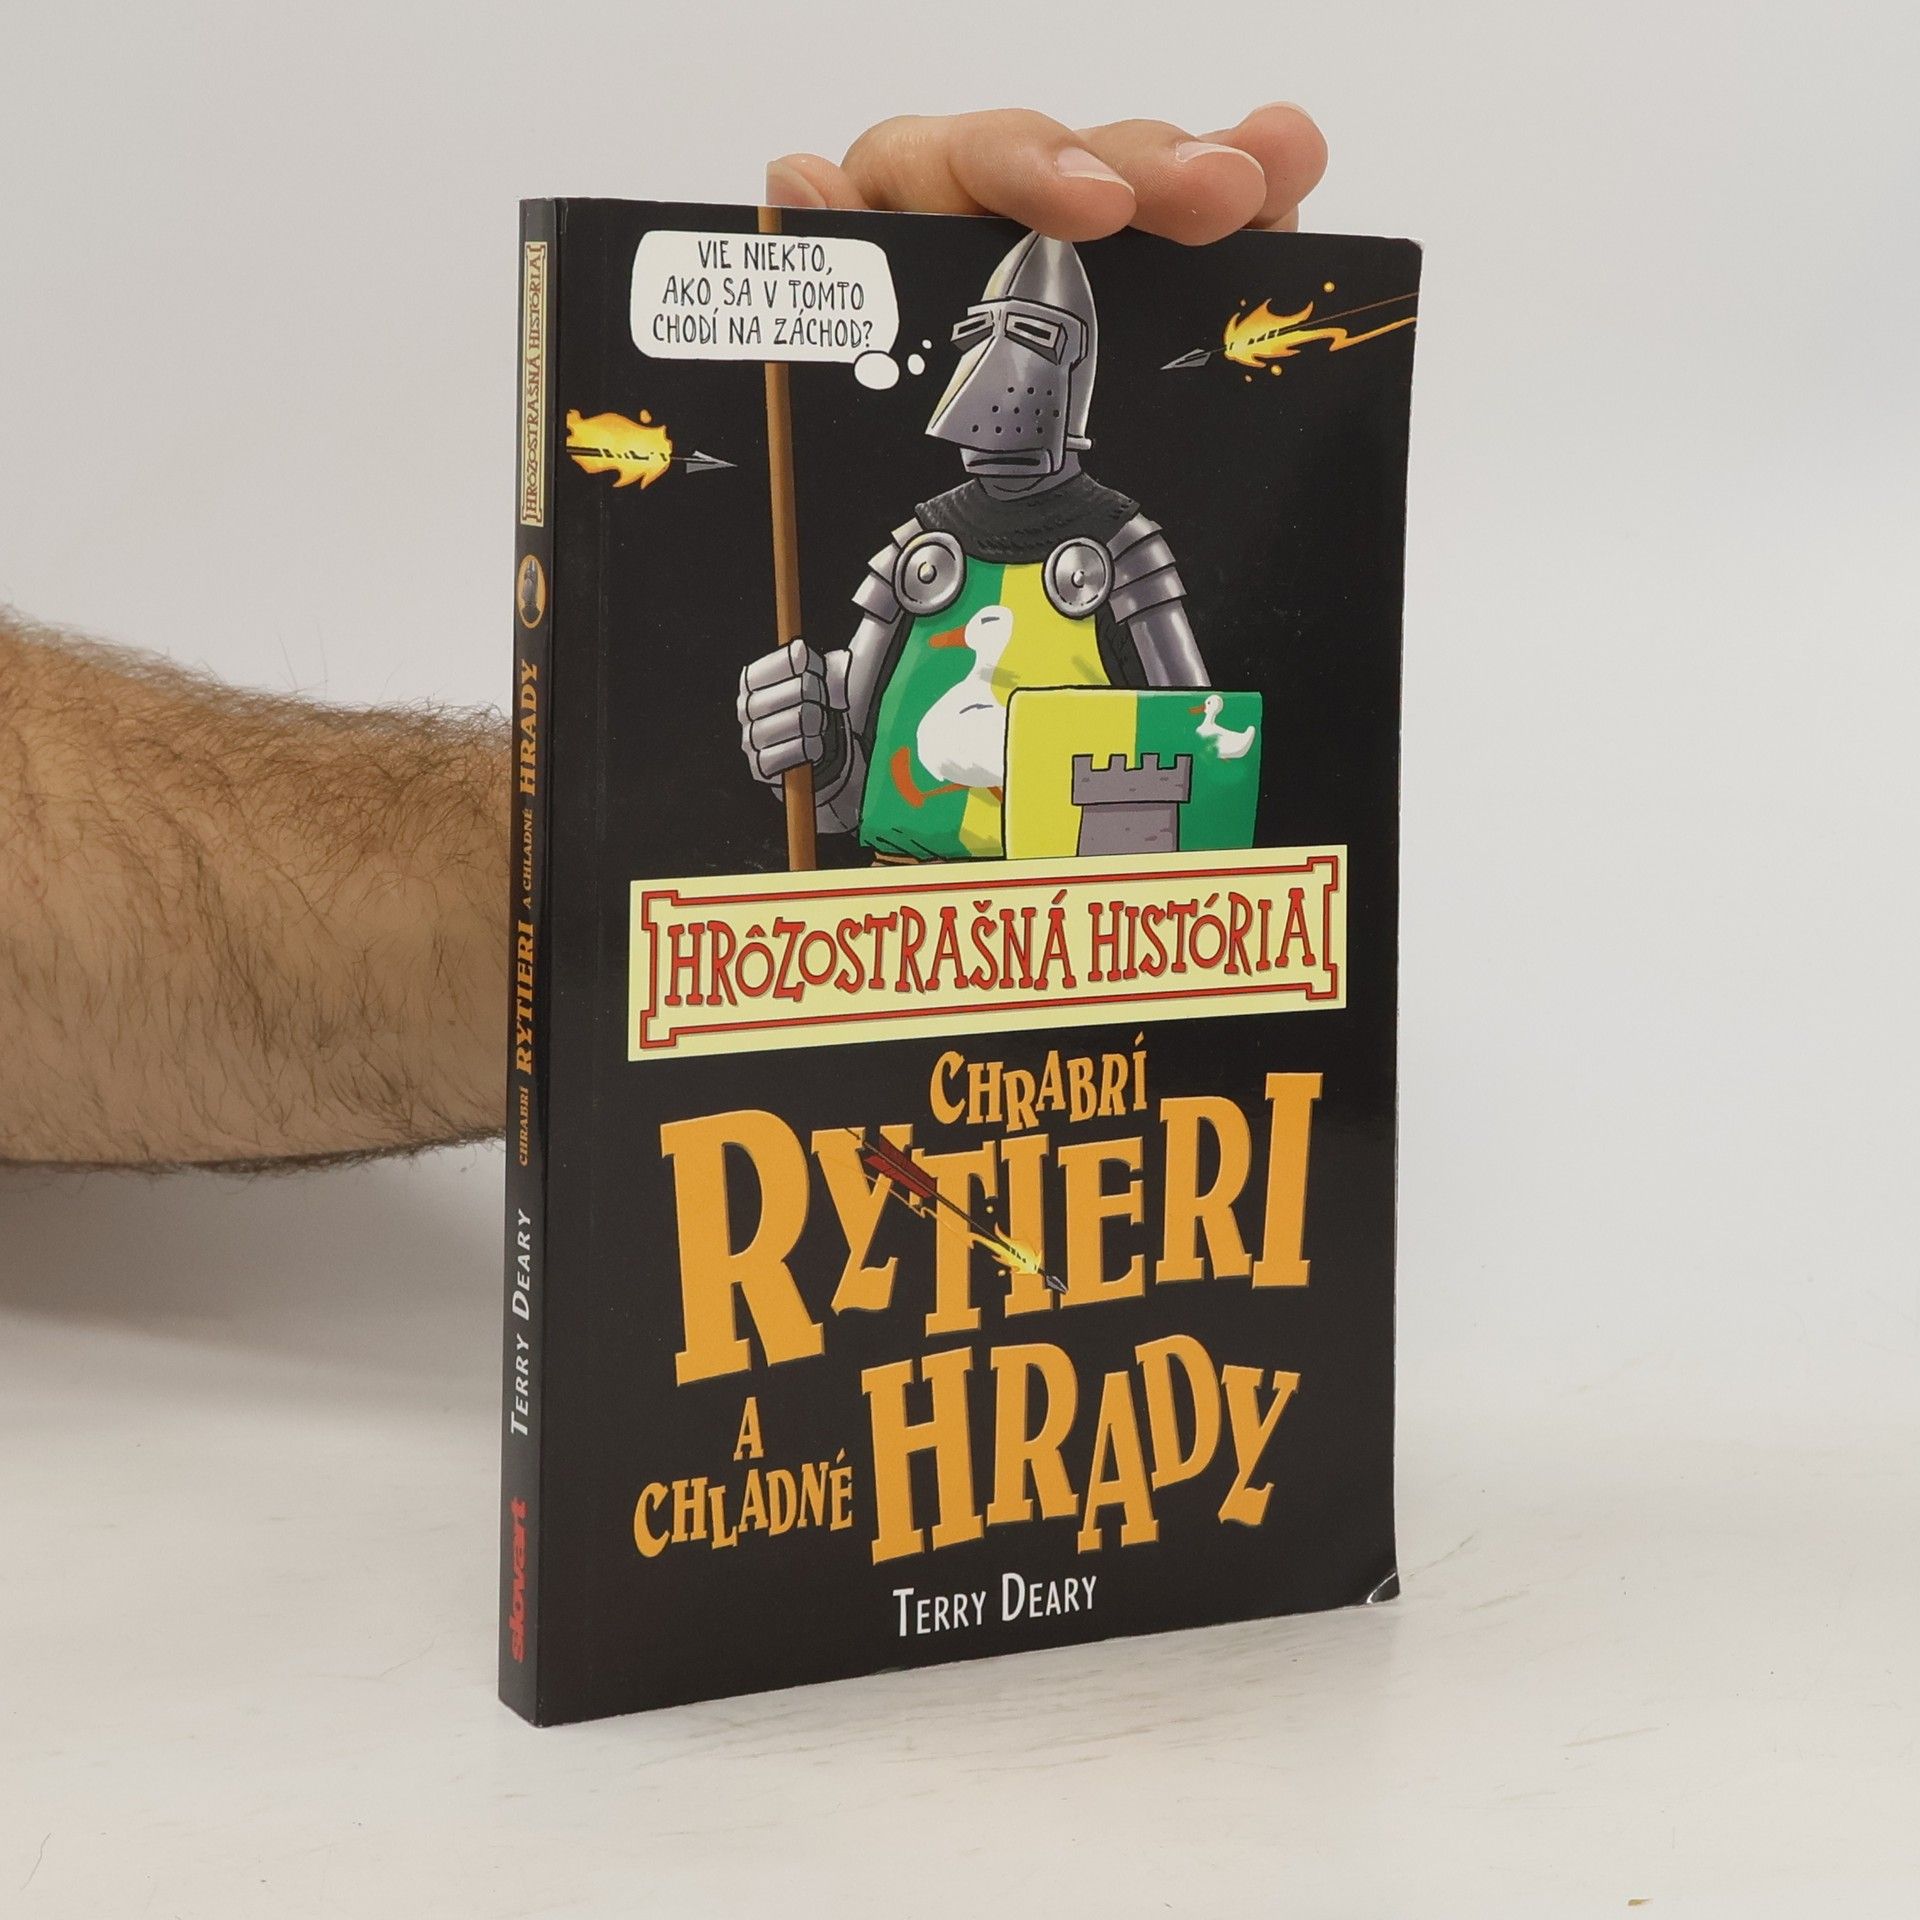 VIE NIEKTO,
AKO SA V TOMTO
CHODÍ NA ZÁCHOD?
HRÔZOSTRAŠNÁ HISTÓRIA
CHRABRÍ
RYTIERI
A
CHLADNÉ
HRADY
TERRY DEARY
HRÔZOSTRAŠNÁ HISTÓRIA
CHRABRÍ RYTIERI A CHLADNÉ HRADY
TERRY DEARY
slovart